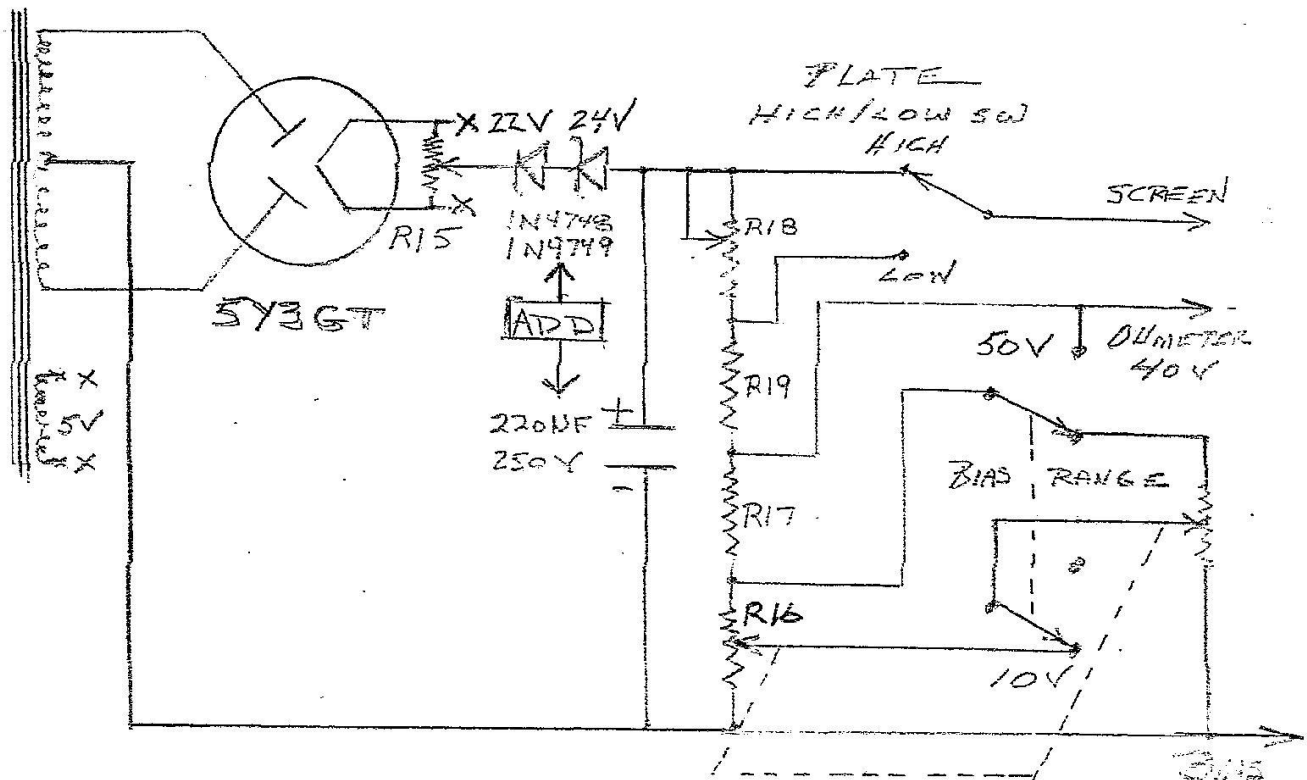 PLATE
HIGH/LOW SW
HIGH
X 22V 24V
X
R15
1N4748
1N4749
5Y3GT
ADD
R18
SCREEN
LOW
50V
OHMETER
40V
X
5V
X
R19
220NF
250V
+
-
BIAS RANGE
R17
R16
10V
BIAS